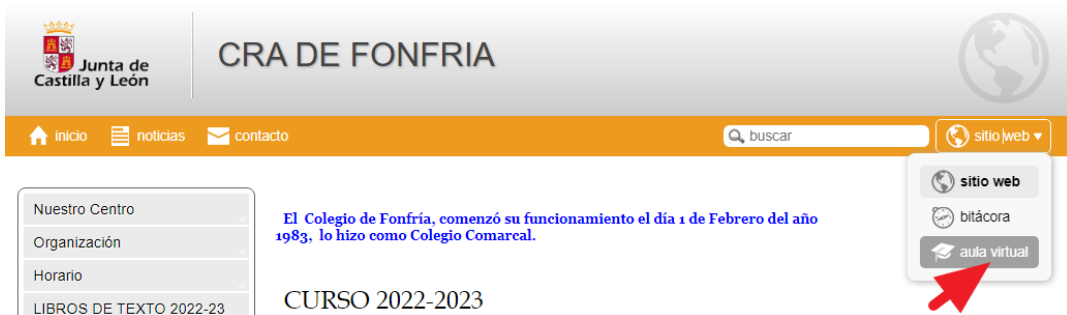 Junta de
Castilla y León
CRA DE FONFRIA
inicio
noticias
contacto
buscar
sitio web
sitio web
bitácora
aula virtual
Nuestro Centro
Organización
Horario
LIBROS DE TEXTO 2022-23
El Colegio de Fonfría, comenzó su funcionamiento el día 1 de Febrero del año
1983, lo hizo como Colegio Comarcal.
CURSO 2022-2023